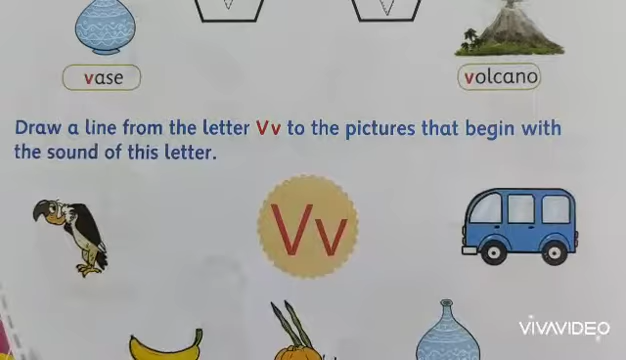 vase
volcano
Draw a line from the letter Vv to the pictures that begin with
the sound of this letter.
Vv
VIVAVIDEO